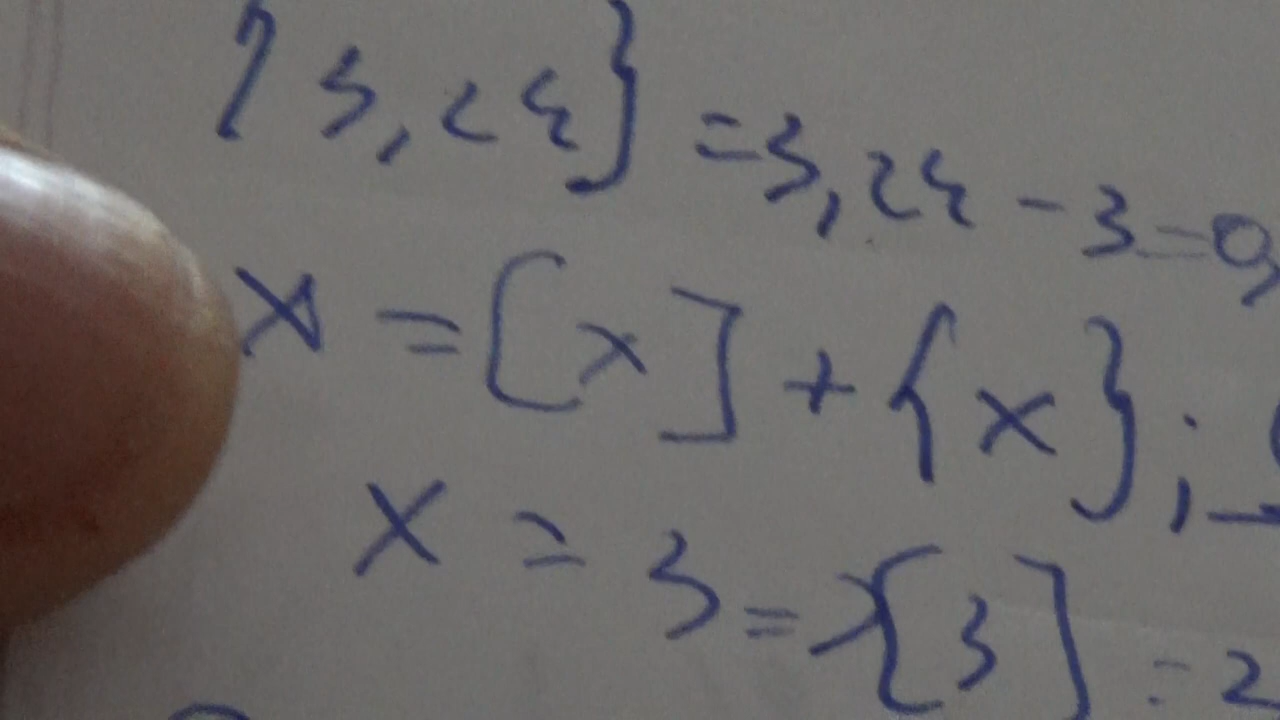 {3,24} = 3,24 - 3 = 0,
x = [x] + {x};
x = 3 => [3] = 2